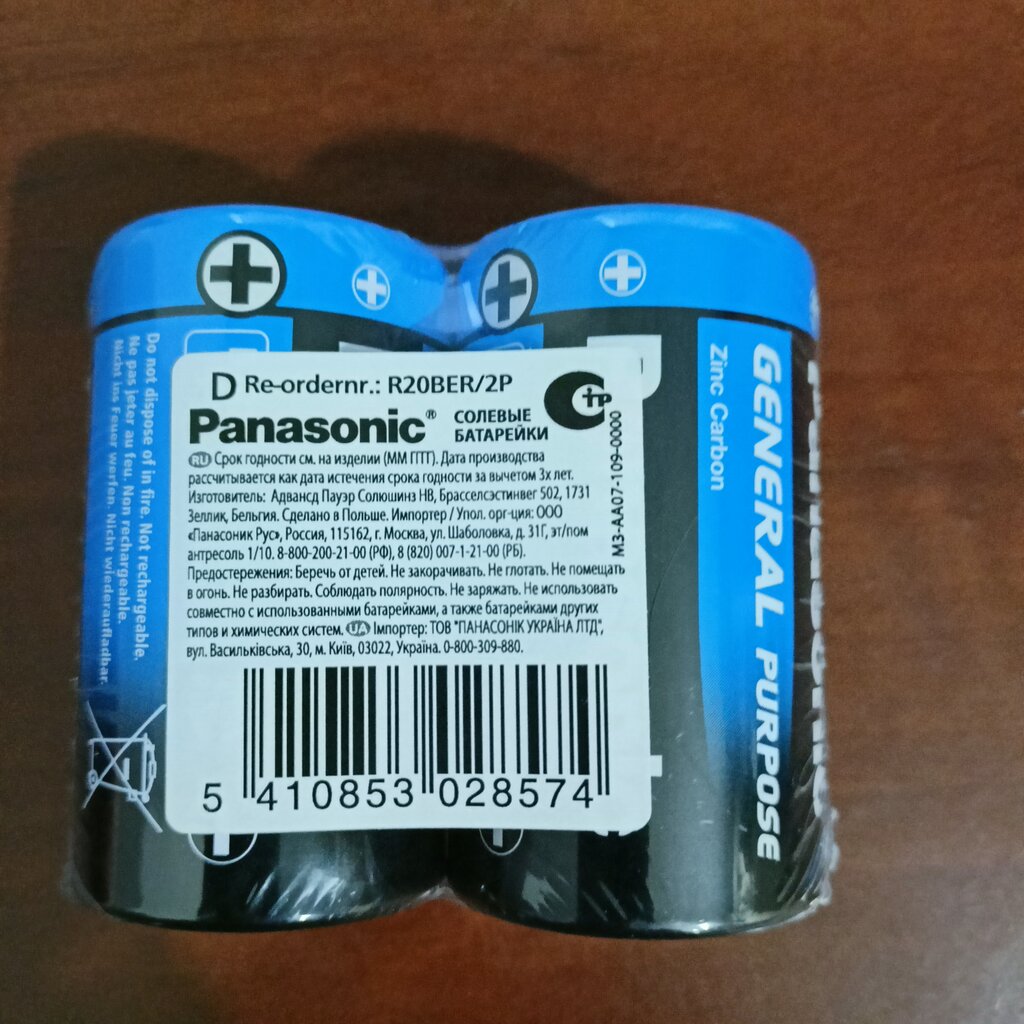 D Re-ordernr.: R20BER/2P
Panasonic®
СОЛЕВЫЕ
БАТАРЕЙКИ
RU Срок годности см. на изделии (ММ ГГГГ). Дата производства
рассчитывается как дата истечения срока годности за вычетом 3х лет.
Изготовитель: Адвансд Пауэр Солюшинз НВ, Брасселсэстинвег 502, 1731
Зеллик, Бельгия. Сделано в Польше. Импортер / Упол. орг-ция: ООО
«Панасоник Рус», Россия, 115162, г. Москва, ул. Шаболовка, д. 31Г, эт/пом
антресоль 1/10. 8-800-200-21-00 (РФ), 8 (820) 007-1-21-00 (РБ).
Предостережения: Беречь от детей. Не закорачивать. Не глотать. Не помещать
в огонь. Не разбирать. Соблюдать полярность. Не заряжать. Не использовать
совместно с использованными батарейками, а также батарейками других
типов и химических систем. UA Імпортер: ТОВ "ПАНАСОНІК УКРАЇНА ЛТД",
вул. Васильківська, 30, м. Київ, 03022, Україна. 0-800-309-880.
5 410853 028574
МЗ-АА07-109-0000
Do not dispose of in fire. Not rechargeable.
Ne pas jeter au feu. Non rechargeable.
Nicht ins Feuer werfen. Nicht wiederaufladbar.
Zinc Carbon
GENERAL PURPOSE
Panasonic